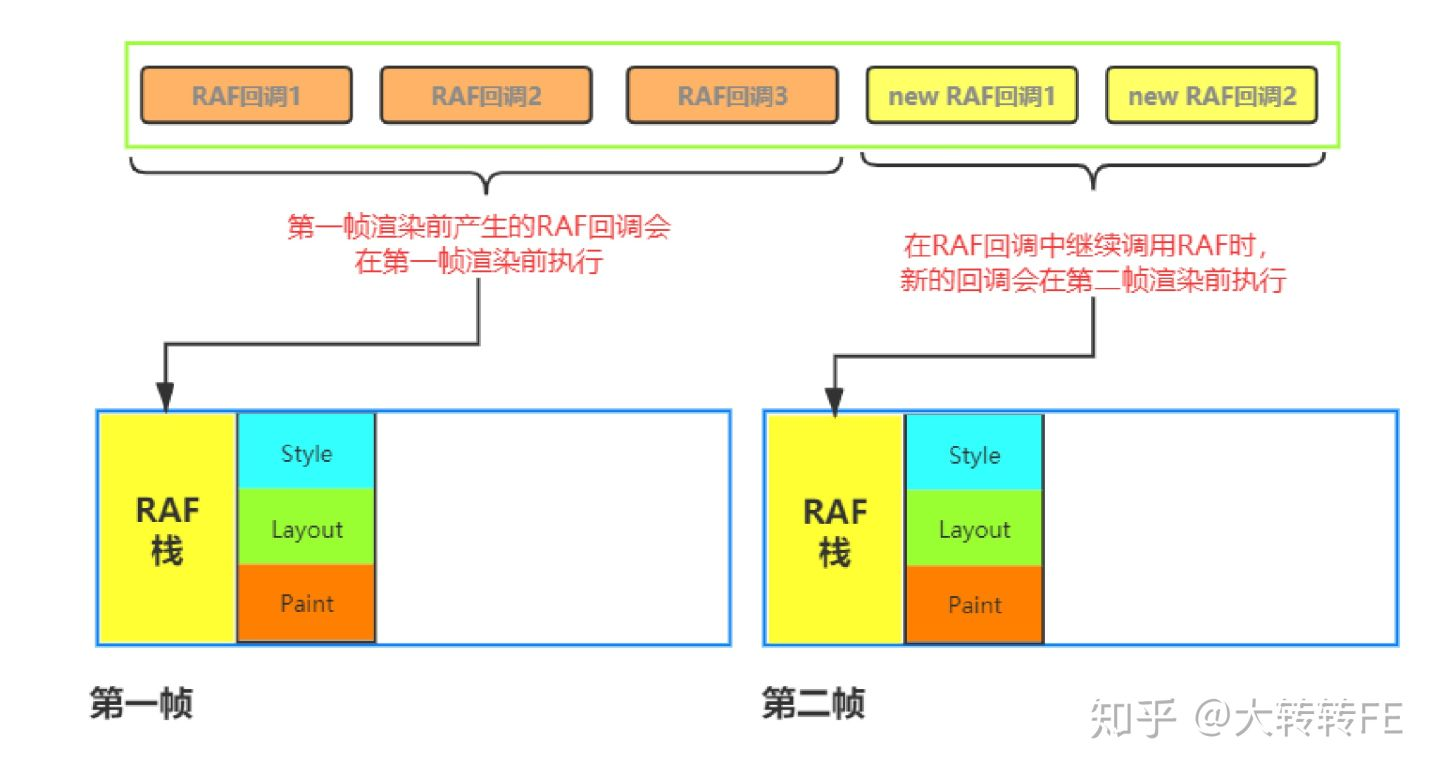 RAF回调1
RAF回调2
RAF回调3
new RAF回调1
new RAF回调2
第一帧渲染前产生的RAF回调会
在第一帧渲染前执行
在RAF回调中继续调用RAF时，
新的回调会在第二帧渲染前执行
RAF
栈
Style
Layout
Paint
RAF
栈
Style
Layout
Paint
第一帧
第二帧
知乎 @大转转FE